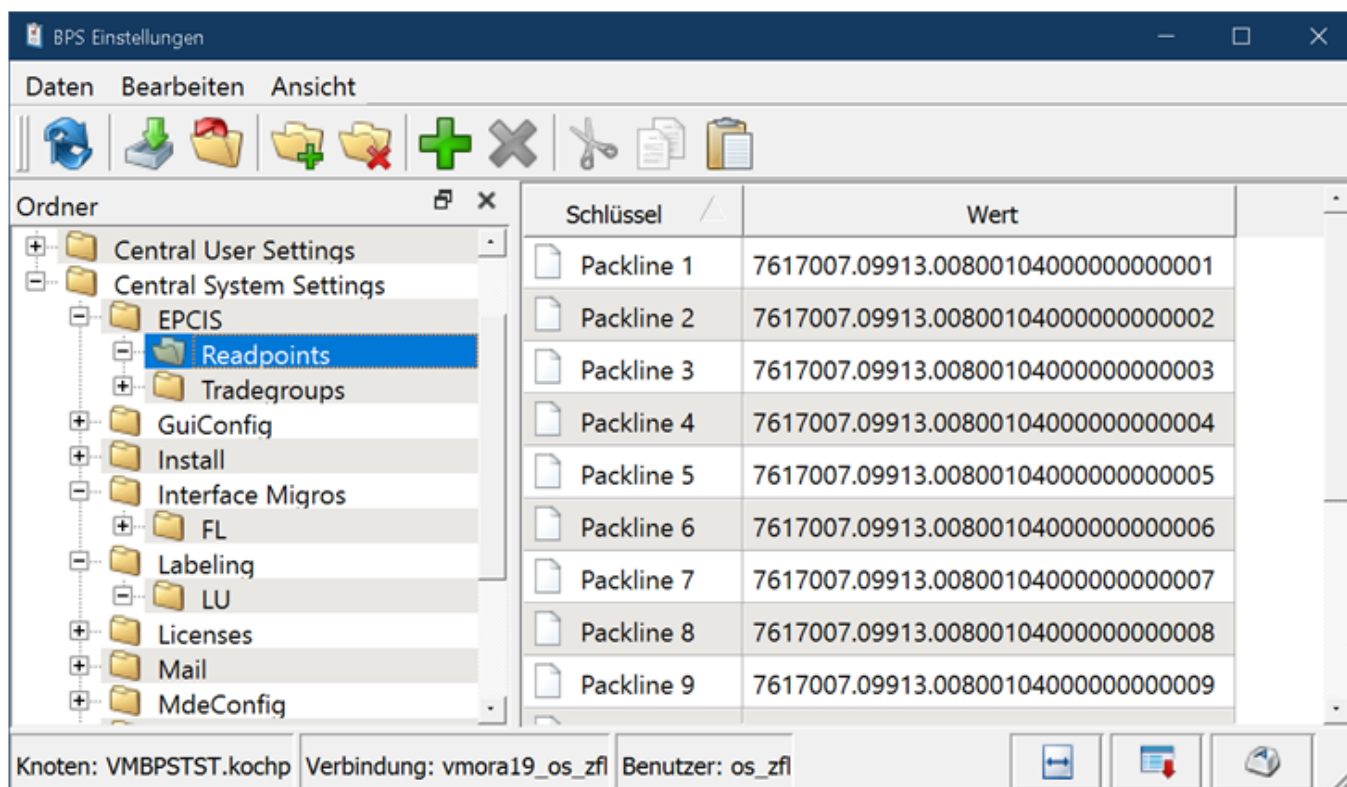 BPS Einstellungen
Daten Bearbeiten Ansicht
Ordner
Central User Settings
Central System Settings
EPCIS
Readpoints
Tradegroups
GuiConfig
Install
Interface Migros
FL
Labeling
LU
Licenses
Mail
MdeConfig
Schlüssel Wert
Packline 1 7617007.09913.00800104000000000001
Packline 2 7617007.09913.00800104000000000002
Packline 3 7617007.09913.00800104000000000003
Packline 4 7617007.09913.00800104000000000004
Packline 5 7617007.09913.00800104000000000005
Packline 6 7617007.09913.00800104000000000006
Packline 7 7617007.09913.00800104000000000007
Packline 8 7617007.09913.00800104000000000008
Packline 9 7617007.09913.00800104000000000009
Knoten: VMBPSTST.kochp Verbindung: vmora19_os_zfl Benutzer: os_zfl